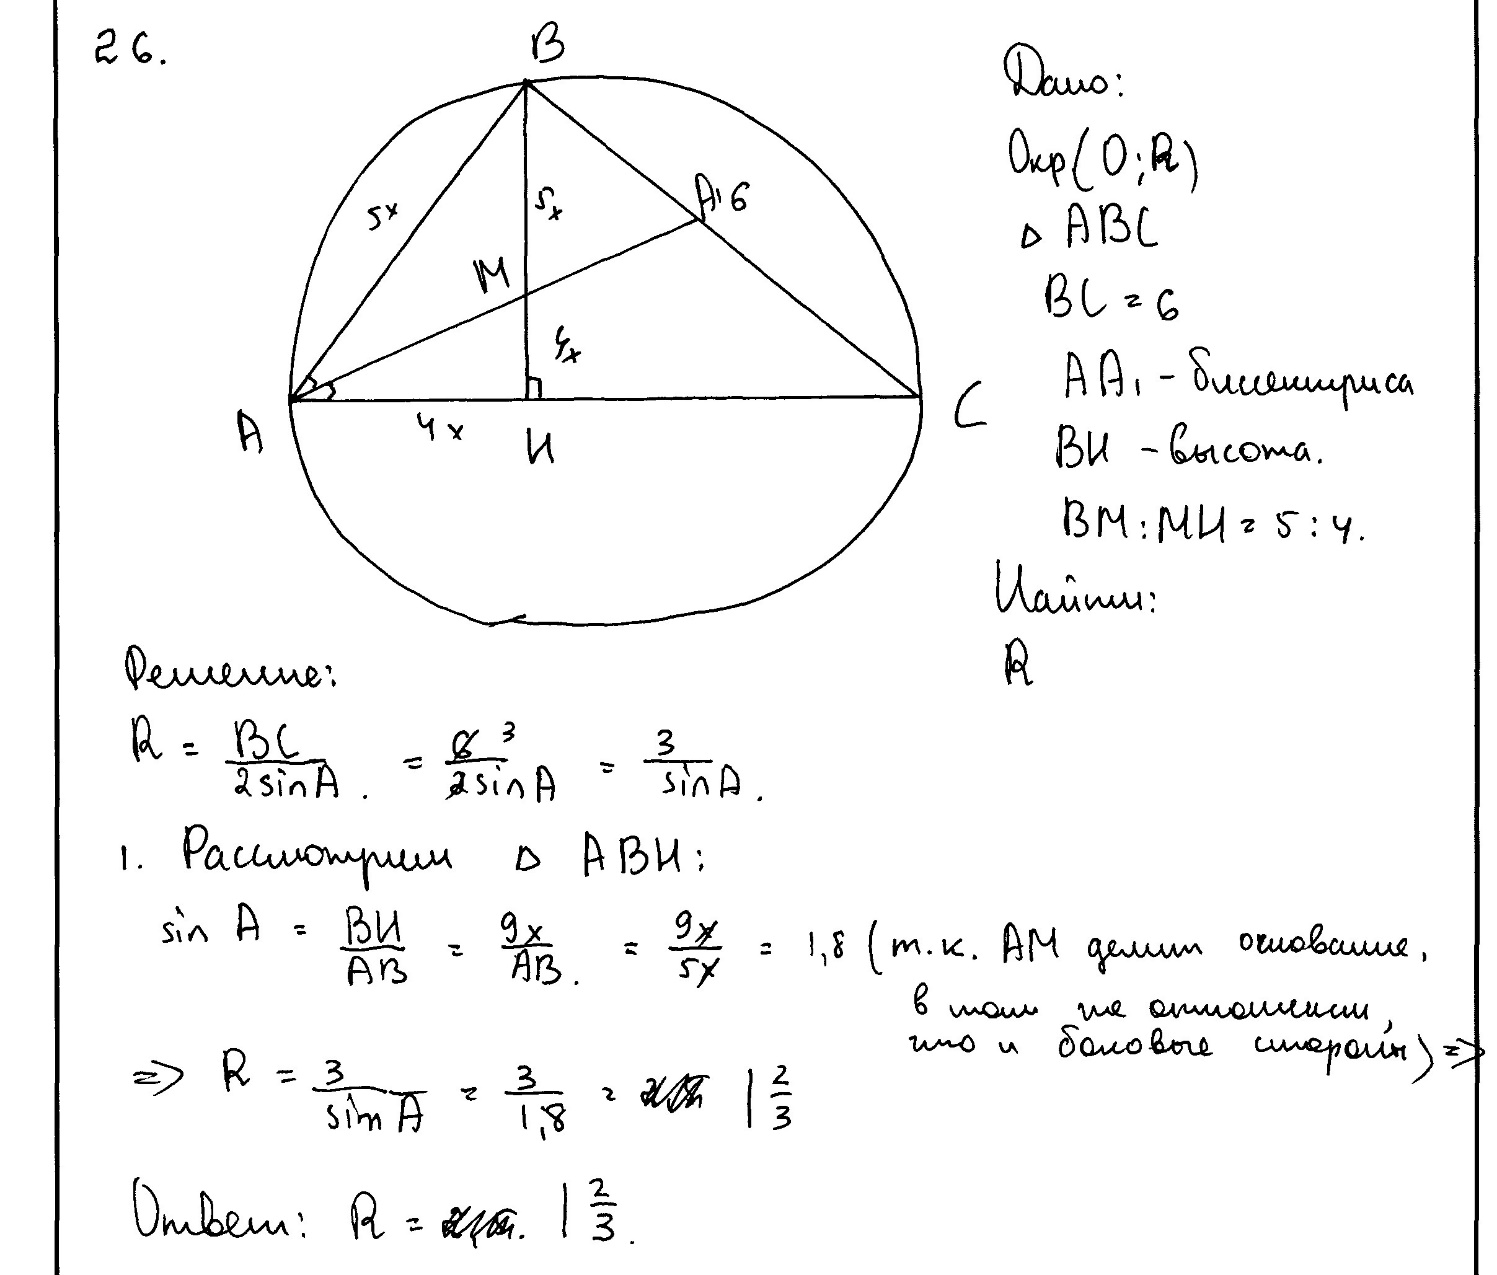 26.
B
5x
5x
A₁ 6
M
4x
A
4x
H
C
Дано:
Окр(O;R)
△ ABC
BC = 6
AA₁ - биссектриса
BH - высота.
BM:MH = 5:4.
Найти:
R
Решение:
R = BC/2sinA. = 6 3/2sinA = 3/sinA.
1. Рассмотрим △ ABH:
sin A = BH/AB = 9x/AB. = 9x/5x = 1,8 (т.к. AM делит основание,
в том же отношении,
что и боковые стороны) =>
=> R = 3/sinA = 3/1,8 = 1 2/3
Ответ: R = 1 2/3.